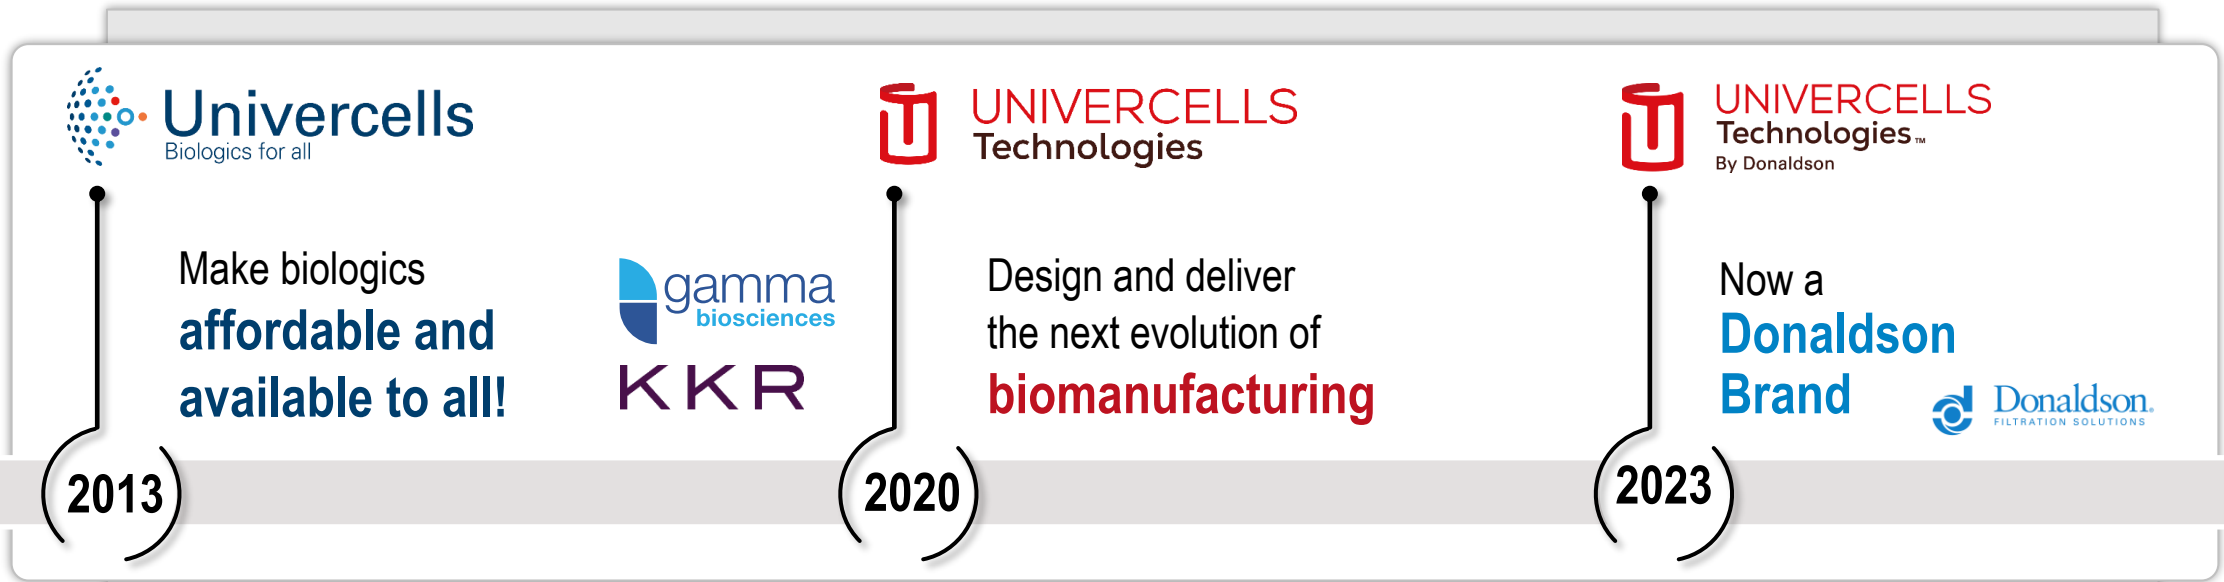 Univercells
Biologics for all
Make biologics
affordable and
available to all!
2013
gamma
biosciences
KKR
UNIVERCELLS
Technologies
Design and deliver
the next evolution of
biomanufacturing
2020
UNIVERCELLS
Technologies™
By Donaldson
Now a
Donaldson
Brand
Donaldson®
FILTRATION SOLUTIONS
2023